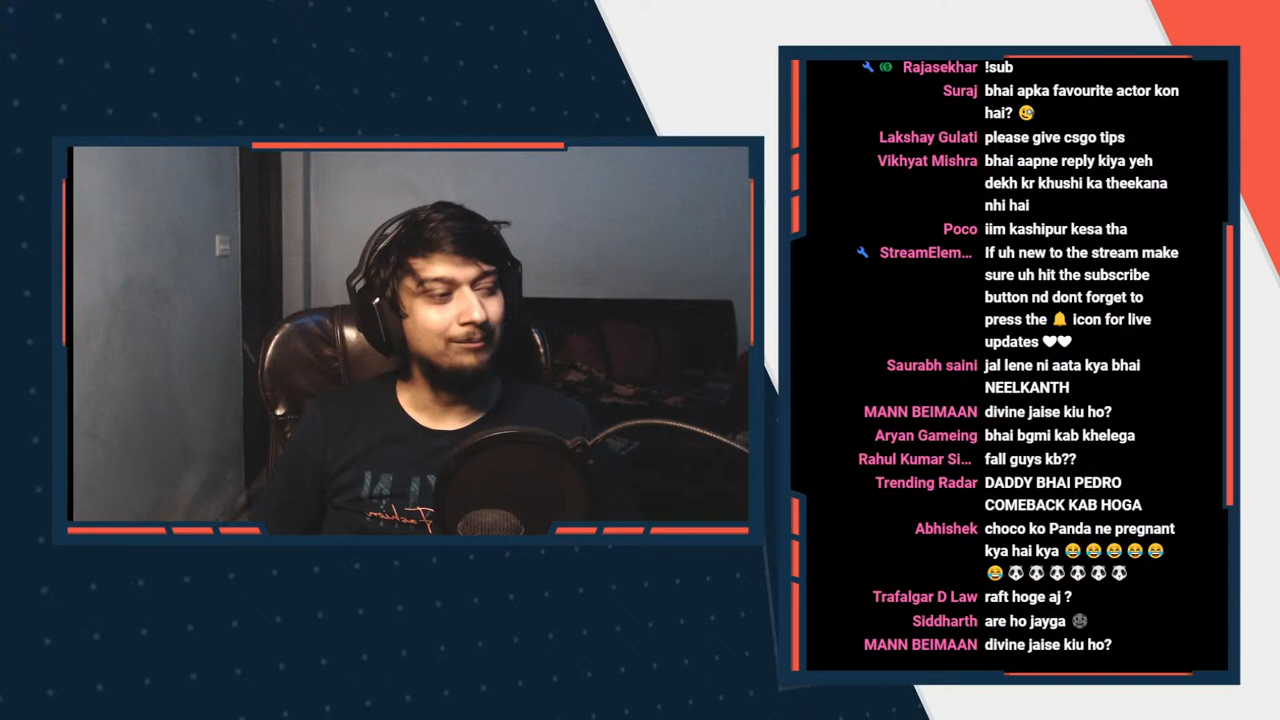 Rajasekhar !sub
Suraj bhai apka favourite actor kon
hai? 🧐
Lakshay Gulati please give csgo tips
Vikhyat Mishra bhai aapne reply kiya yeh
dekh kr khushi ka theekana
nhi hai
Poco iim kashipur kesa tha
StreamElem... If uh new to the stream make
sure uh hit the subscribe
button nd dont forget to
press the 🔔 icon for live
updates 🤍🤍
Saurabh saini jal lene ni aata kya bhai
NEELKANTH
MANN BEIMAAN divine jaise kiu ho?
Aryan Gameing bhai bgmi kab khelega
Rahul Kumar Si... fall guys kb??
Trending Radar DADDY BHAI PEDRO
COMEBACK KAB HOGA
Abhishek choco ko Panda ne pregnant
kya hai kya 😂😂😂😂😂
😂🐼🐼🐼🐼🐼🐼
Trafalgar D Law raft hoge aj ?
Siddharth are ho jayga 🌚
MANN BEIMAAN divine jaise kiu ho?